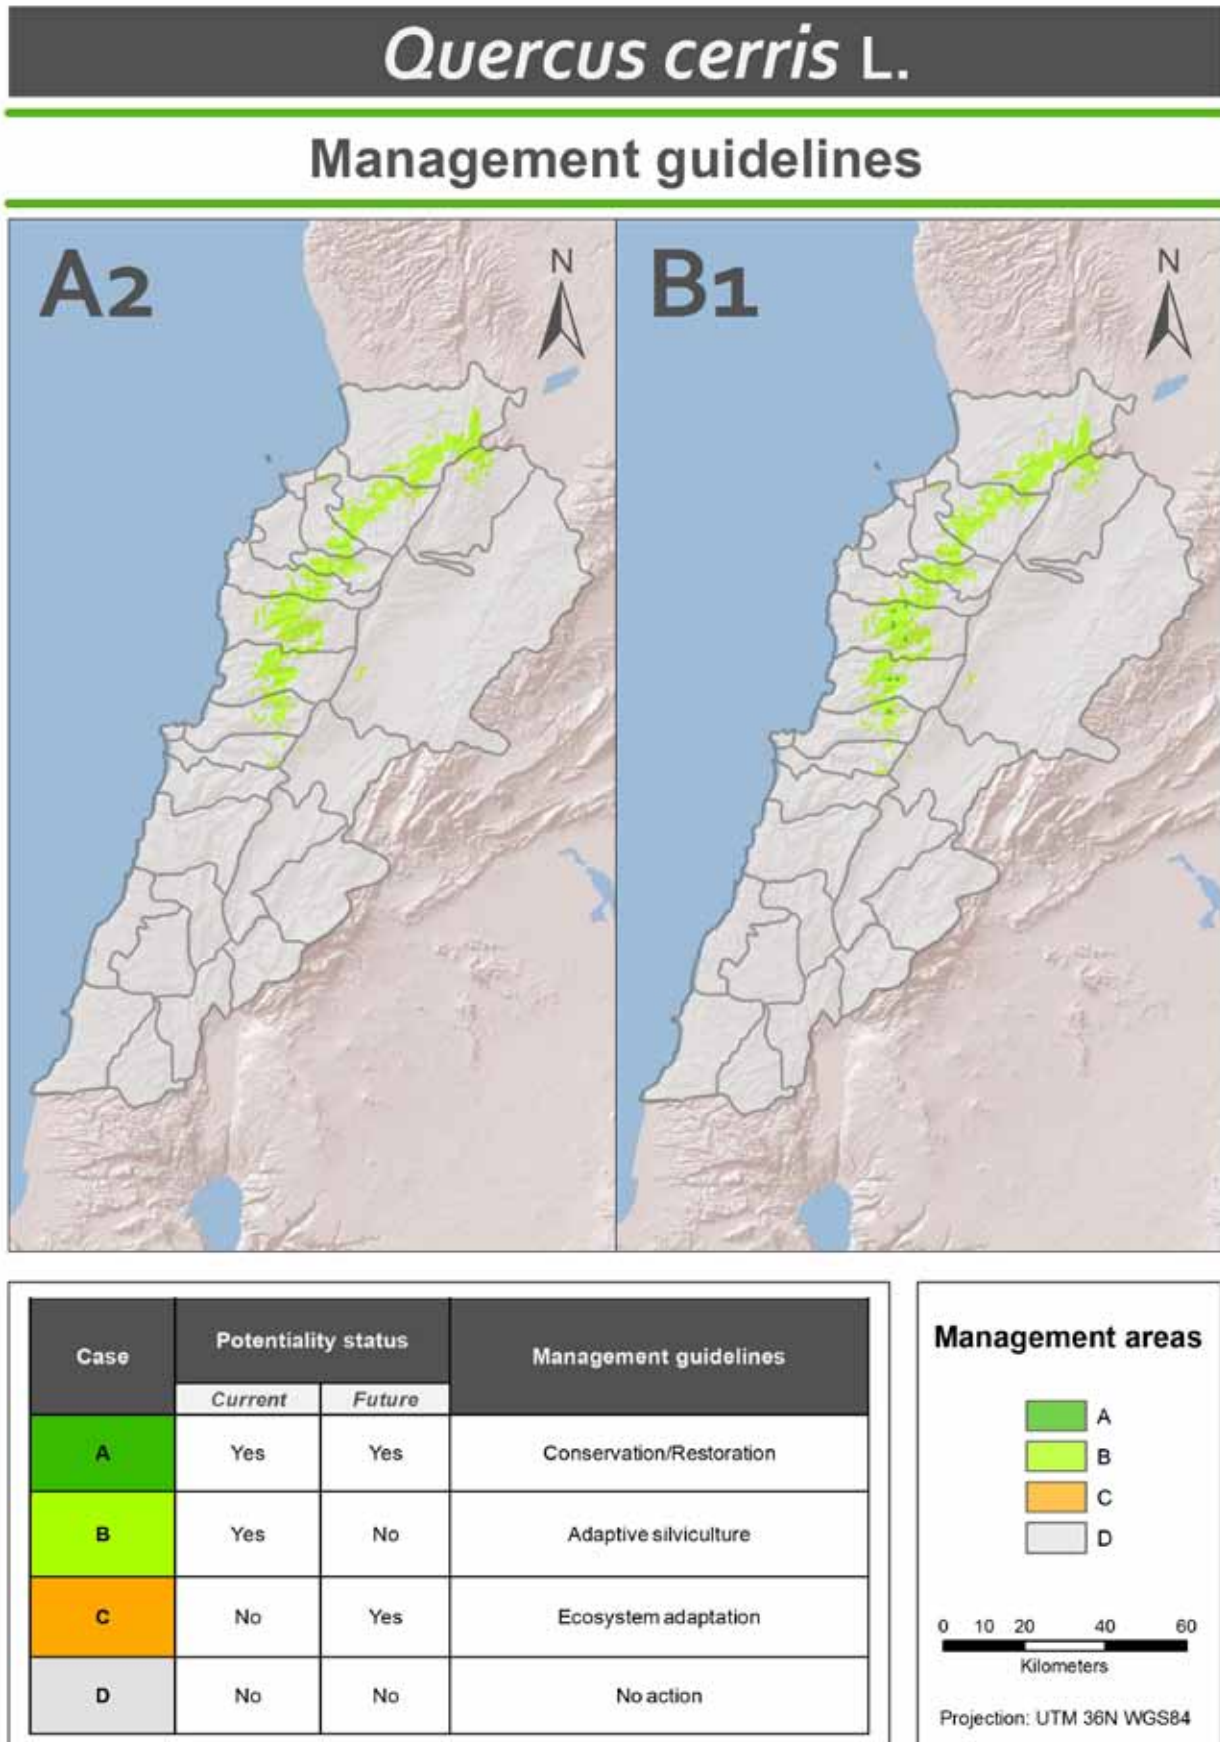 Quercus cerris L.
Management guidelines
A2
N
B1
N
Case
Potentiality status
Management guidelines
Current
Future
A
Yes
Yes
Conservation/Restoration
B
Yes
No
Adaptive silviculture
C
No
Yes
Ecosystem adaptation
D
No
No
No action
Management areas
A
B
C
D
0 10 20 40 60
Kilometers
Projection: UTM 36N WGS84